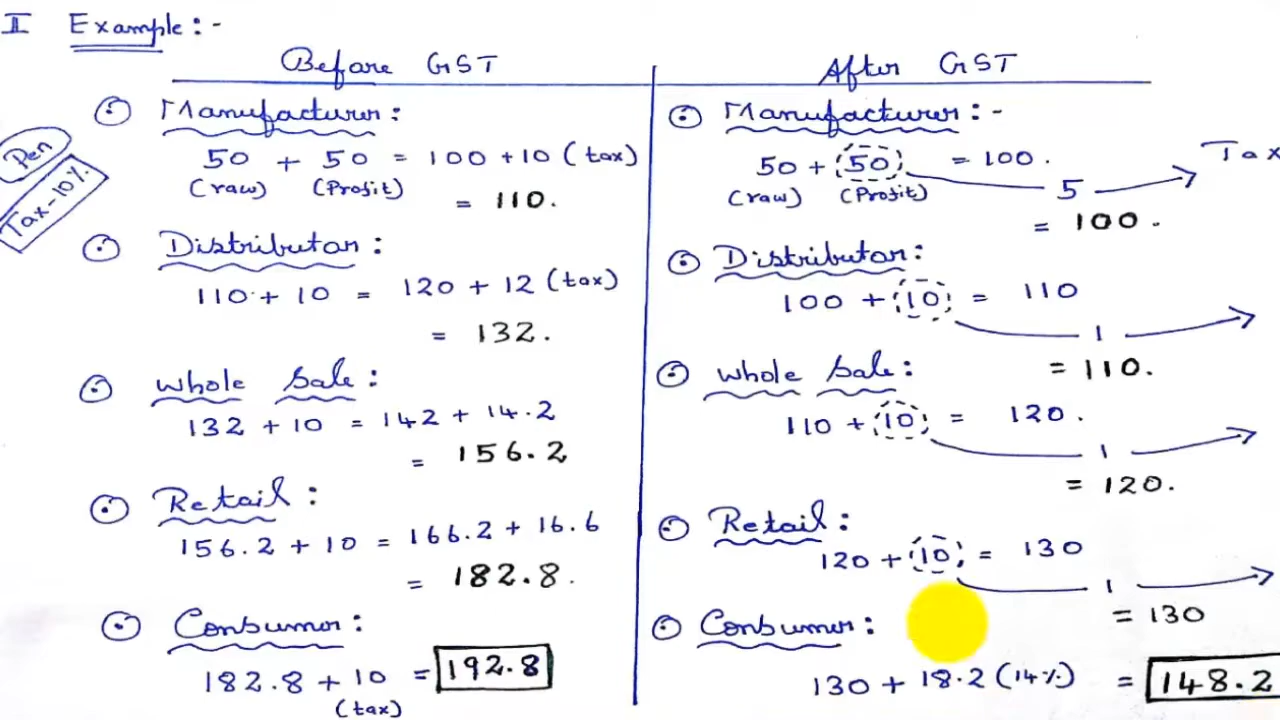 II Example:-
Before GST
Manufacturer:
50 + 50 = 100 + 10 (tax)
(raw) (Profit)
= 110.
Pen
Tax-10%
Distributor:
110 + 10 = 120 + 12 (tax)
= 132.
Whole Sale:
132 + 10 = 142 + 14.2
= 156.2
Retail:
156.2 + 10 = 166.2 + 16.6
= 182.8.
Consumer:
182.8 + 10 = 192.8
(tax)
After GST
Manufacturer:-
50 + (50) = 100.
(raw) (Profit)
5
Tax
= 100.
Distributor:
100 + (10) = 110
1
= 110.
Whole Sale:
110 + (10) = 120.
1
= 120.
Retail:
120 + (10) = 130
1
= 130
Consumer:
130 + 18.2 (14%) = 148.2